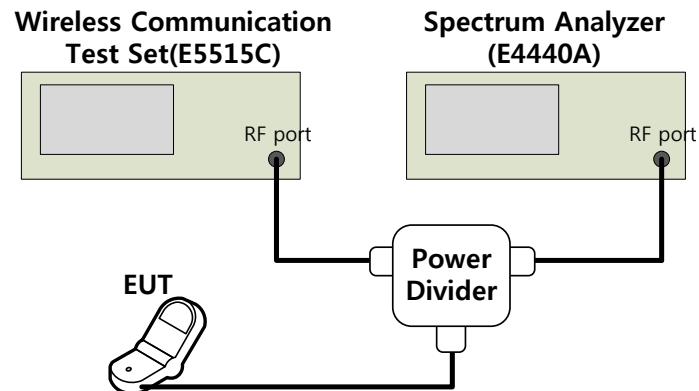 Wireless Communication
Test Set(E5515C)
Spectrum Analyzer
(E4440A)
RF port
RF port
Power
Divider
EUT